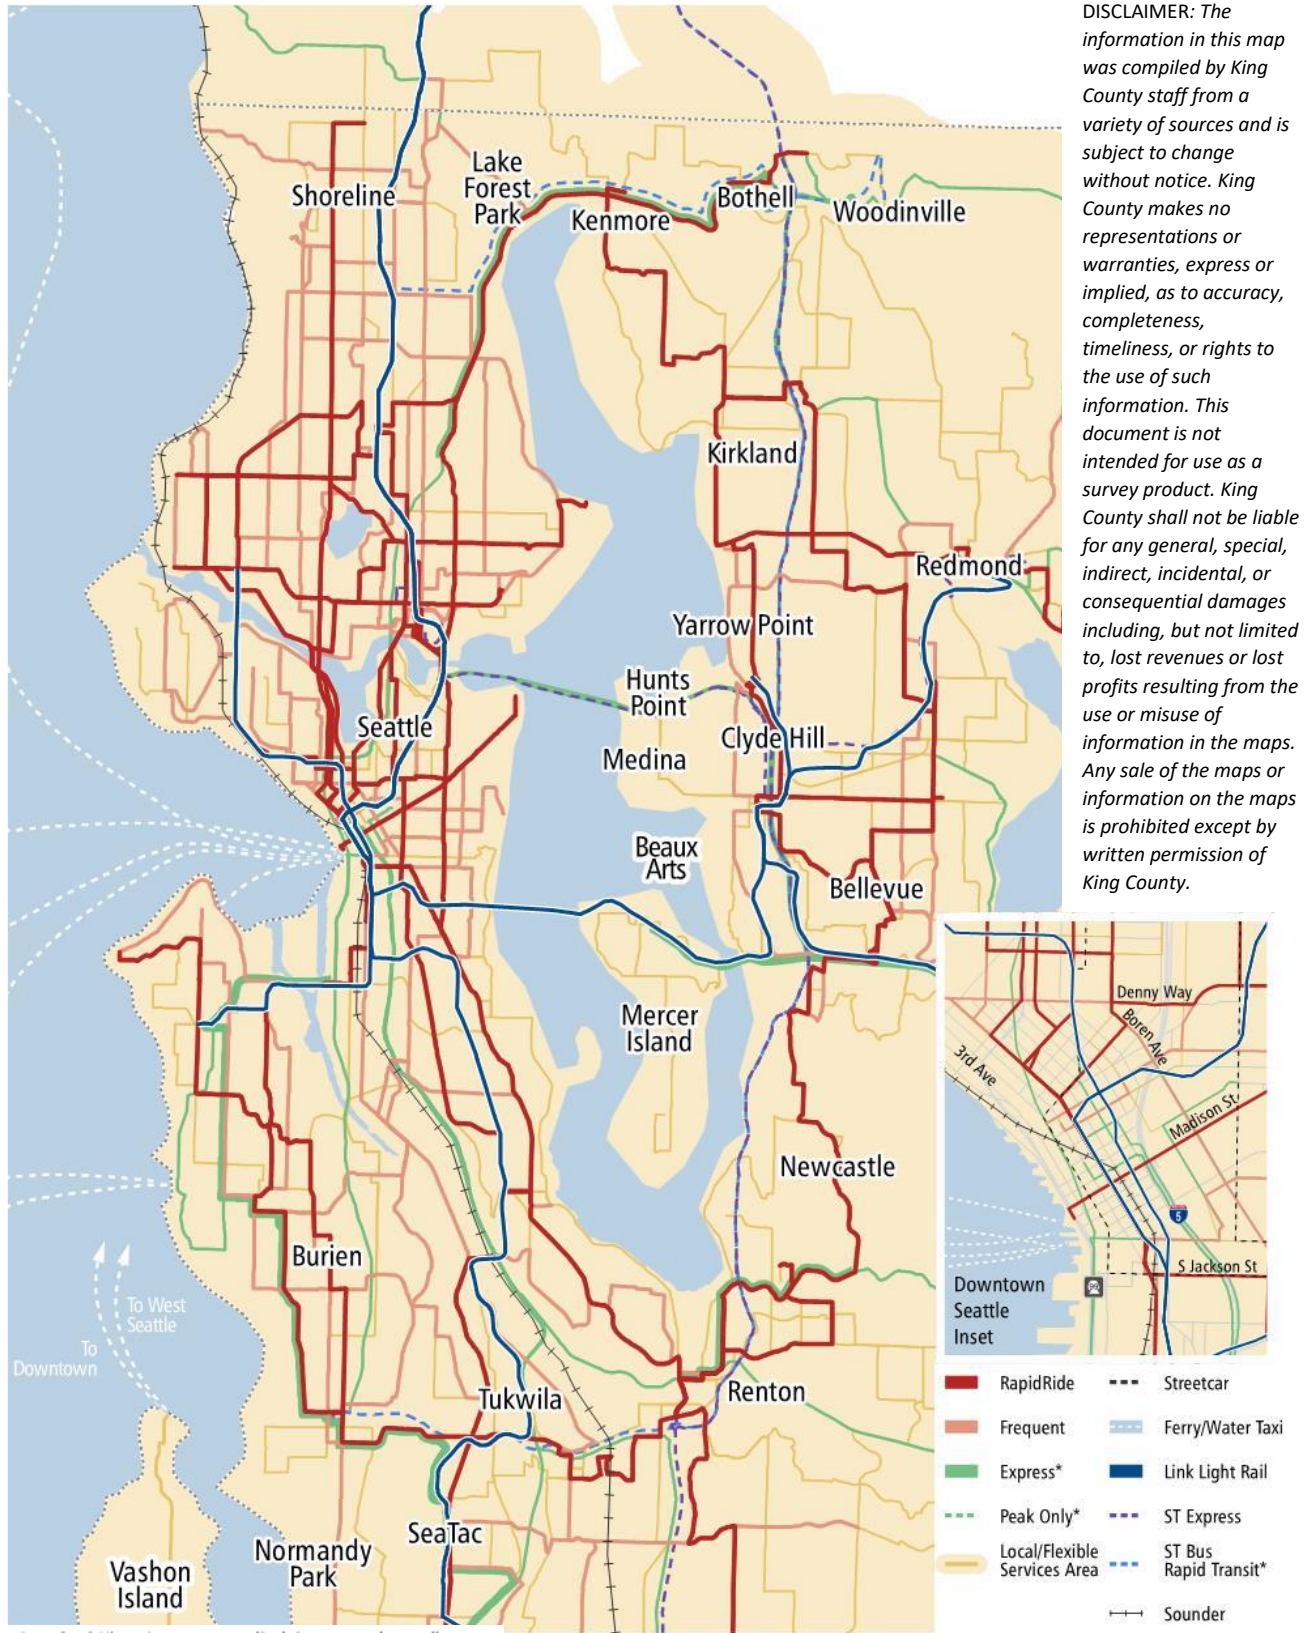 DISCLAIMER: The
information in this map
was compiled by King
County staff from a
variety of sources and is
subject to change
without notice. King
County makes no
representations or
warranties, express or
implied, as to accuracy,
completeness,
timeliness, or rights to
the use of such
information. This
document is not
intended for use as a
survey product. King
County shall not be liable
for any general, special,
indirect, incidental, or
consequential damages
including, but not limited
to, lost revenues or lost
profits resulting from the
use or misuse of
information in the maps.
Any sale of the maps or
information on the maps
is prohibited except by
written permission of
King County.
Shoreline
Lake
Forest
Park
Kenmore
Bothell
Woodinville
Kirkland
Redmond
Yarrow Point
Hunts
Point
Seattle
Clyde Hill
Medina
Beaux
Arts
Bellevue
Mercer
Island
Newcastle
Burien
To West
Seattle
To
Downtown
Tukwila
Renton
SeaTac
Normandy
Park
Vashon
Island
Denny Way
Boren Ave
3rd Ave
Madison St
5
S Jackson St
Downtown
Seattle
Inset
RapidRide
Frequent
Express*
Peak Only*
Local/Flexible
Services Area
Streetcar
Ferry/Water Taxi
Link Light Rail
ST Express
ST Bus
Rapid Transit*
Sounder